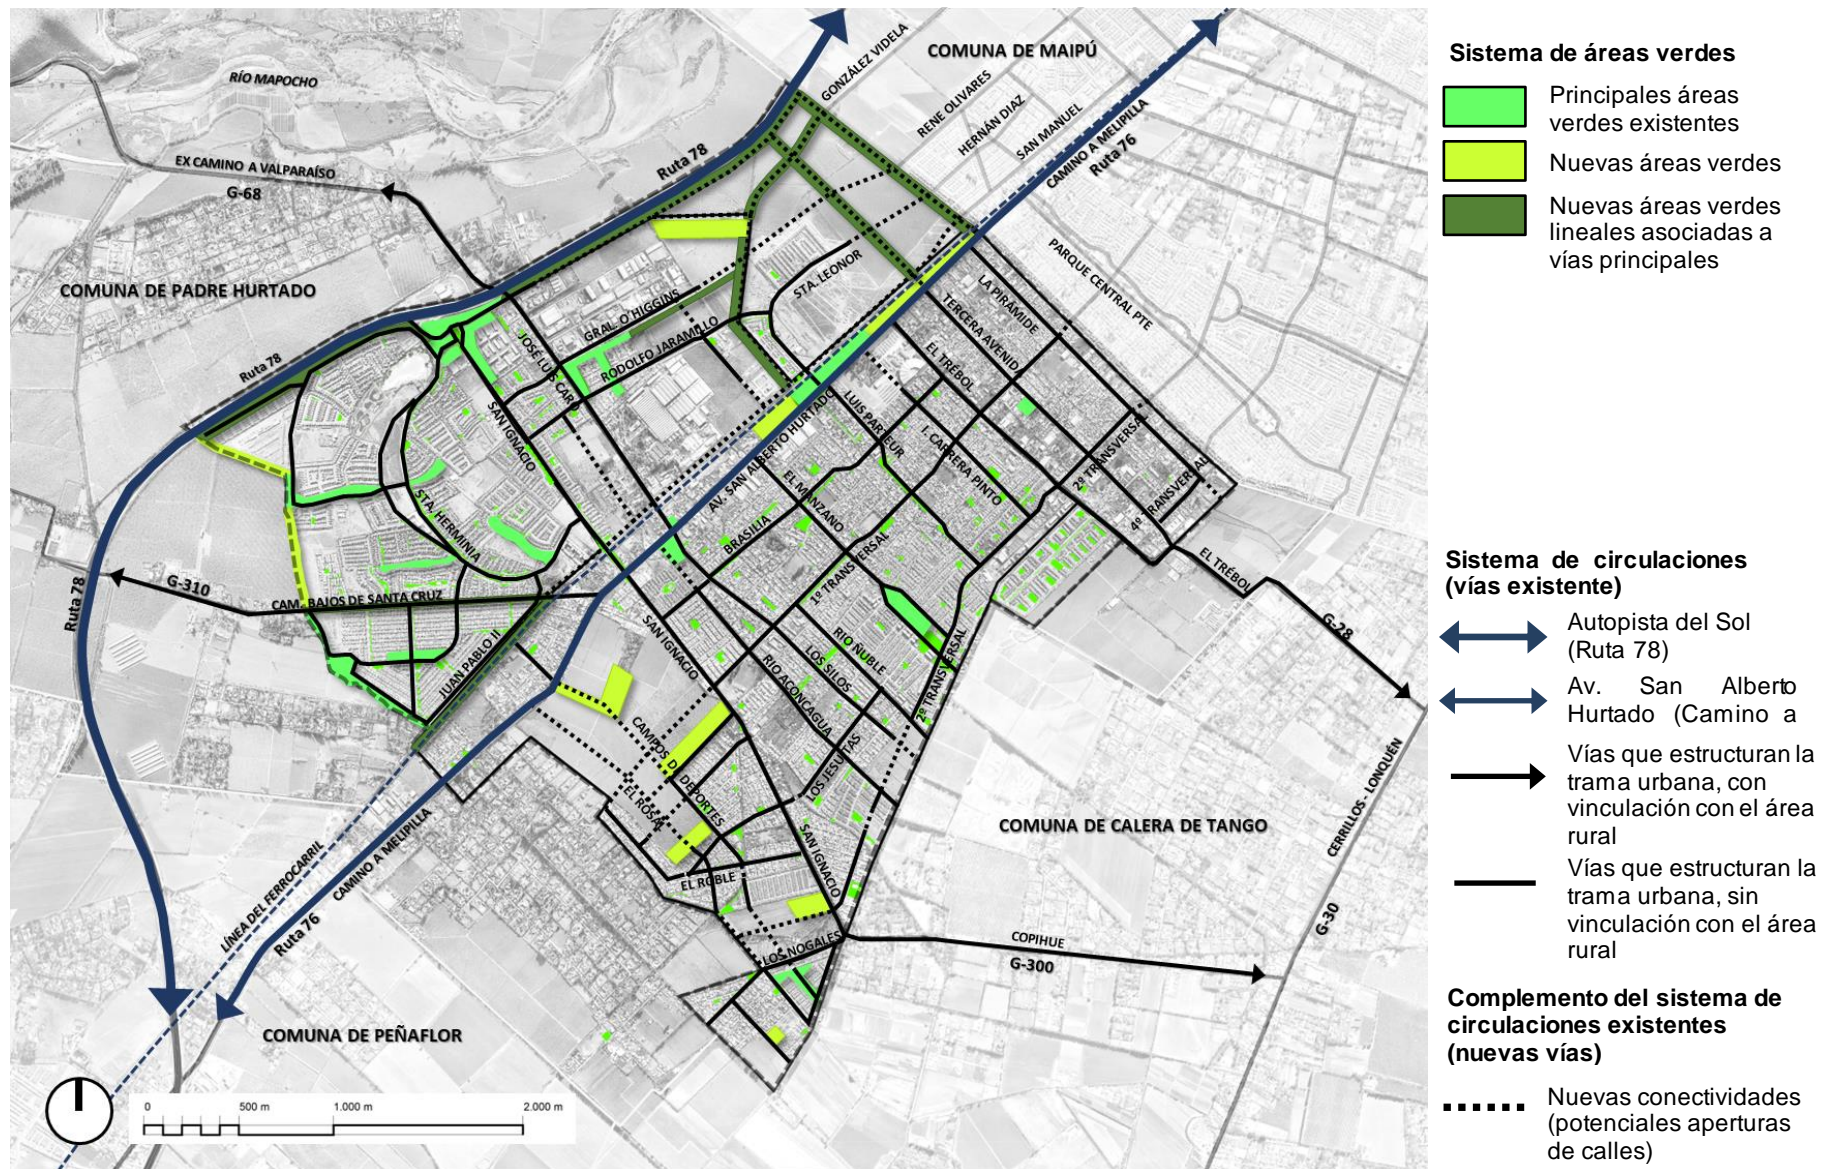 RÍO MAPOCHO
GONZÁLEZ VIDELA
COMUNA DE MAIPÚ
RENE OLIVARES
HERNÁN DIAZ
SAN MANUEL
CAMINO A MELIPILLA
Ruta 76
EX CAMINO A VALPARAÍSO
G-68
Ruta 78
COMUNA DE PADRE HURTADO
PARQUE CENTRAL PTE
STA. LEONOR
LA PIRÁMIDE
TERCERA AVENIDA
GRAL. O´HIGGINS
RODOLFO JARAMILLO
JOSÉ LUIS CARO
EL TRÉBOL
Ruta 78
SAN IGNACIO
LUIS PARTEUR
I. CARRERA PINTO
AV. SAN ALBERTO HURTADO
2º TRANSVERSAL
4º TRANSVERSAL
EL MANZANO
BRASILIA
STA. HERMINIA
1º TRANSVERSAL
EL TRÉBOL
G-28
G-310
CAM. BAJOS DE SANTA CRUZ
Ruta 78
SAN IGNACIO
RIO ÑUBLE
LOS SILOS
2º TRANSVERSAL
JUAN PABLO II
RIO ACONCAGUA
CAMPOS DE DEPORTES
LOS JESUITAS
EL ROSAL
SAN IGNACIO
COMUNA DE CALERA DE TANGO
CERRILLOS - LONQUÉN
EL ROBLE
LÍNEA DEL FERROCARRIL
CAMINO A MELIPILLA
Ruta 76
G-30
LOS NOGALES
COPIHUE
G-300
COMUNA DE PEÑAFLOR
0 500 m 1.000 m 2.000 m
Sistema de áreas verdes
Principales áreas
verdes existentes
Nuevas áreas verdes
Nuevas áreas verdes
lineales asociadas a
vías principales
Sistema de circulaciones
(vías existente)
Autopista del Sol
(Ruta 78)
Av. San Alberto
Hurtado (Camino a
Vías que estructuran la
trama urbana, con
vinculación con el área
rural
Vías que estructuran la
trama urbana, sin
vinculación con el área
rural
Complemento del sistema de
circulaciones existentes
(nuevas vías)
Nuevas conectividades
(potenciales aperturas
de calles)